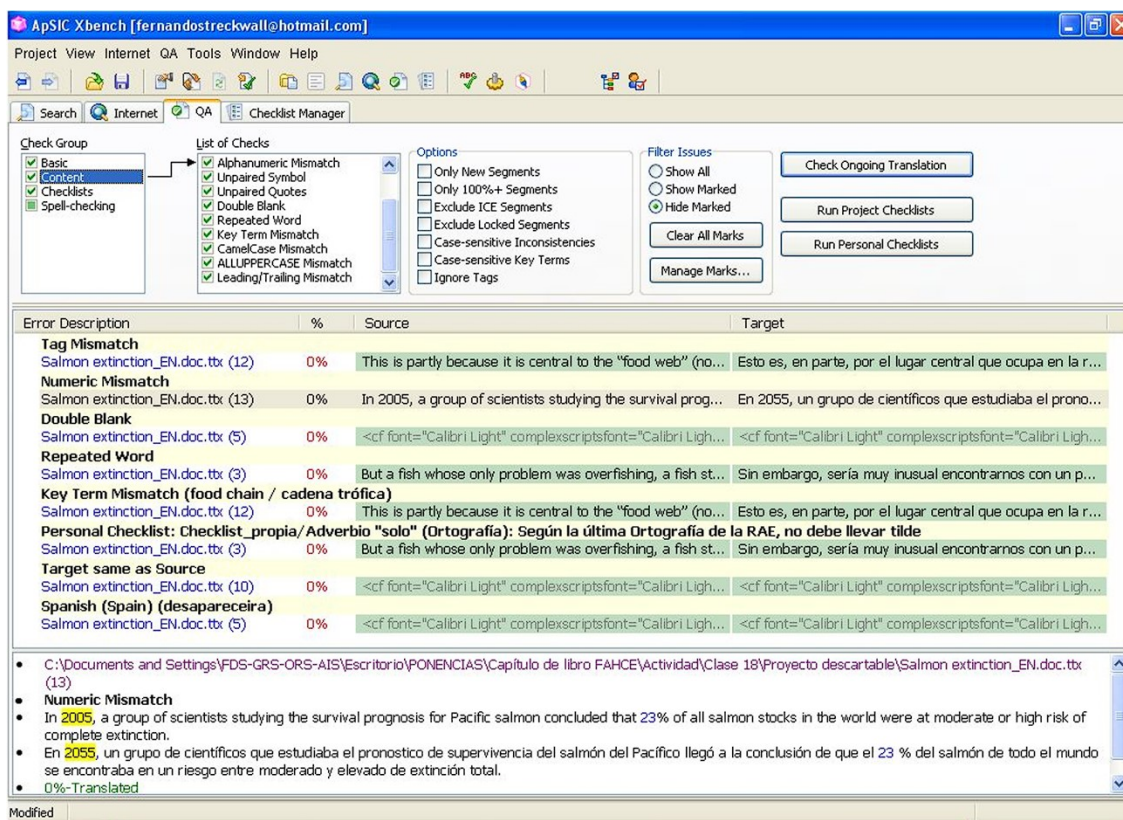 ApSIC Xbench [fernandostreckwall@hotmail.com]
Project View Internet QA Tools Window Help
Search Internet QA Checklist Manager
Check Group
Basic
Content
Checklists
Spell-checking
List of Checks
Alphanumeric Mismatch
Unpaired Symbol
Unpaired Quotes
Double Blank
Repeated Word
Key Term Mismatch
CamelCase Mismatch
ALLUPPERCASE Mismatch
Leading/Trailing Mismatch
Options
Only New Segments
Only 100%+ Segments
Exclude ICE Segments
Exclude Locked Segments
Case-sensitive Inconsistencies
Case-sensitive Key Terms
Ignore Tags
Filter Issues
Show All
Show Marked
Hide Marked
Clear All Marks
Manage Marks...
Check Ongoing Translation
Run Project Checklists
Run Personal Checklists
Error Description % Source Target
Tag Mismatch
Salmon extinction_EN.doc.ttx (12) 0% This is partly because it is central to the “food web” (no... Esto es, en parte, por el lugar central que ocupa en la r...
Numeric Mismatch
Salmon extinction_EN.doc.ttx (13) 0% In 2005, a group of scientists studying the survival prog... En 2055, un grupo de científicos que estudiaba el prono...
Double Blank
Salmon extinction_EN.doc.ttx (5) 0% <cf font="Calibri Light" complexscriptsfont="Calibri Ligh... <cf font="Calibri Light" complexscriptsfont="Calibri Ligh...
Repeated Word
Salmon extinction_EN.doc.ttx (3) 0% But a fish whose only problem was overfishing, a fish st... Sin embargo, sería muy inusual encontrarnos con un p...
Key Term Mismatch (food chain / cadena trófica)
Salmon extinction_EN.doc.ttx (12) 0% This is partly because it is central to the “food web” (no... Esto es, en parte, por el lugar central que ocupa en la r...
Personal Checklist: Checklist_propia/Adverbio "solo" (Ortografía): Según la última Ortografía de la RAE, no debe llevar tilde
Salmon extinction_EN.doc.ttx (3) 0% But a fish whose only problem was overfishing, a fish st... Sin embargo, sería muy inusual encontrarnos con un p...
Target same as Source
Salmon extinction_EN.doc.ttx (10) 0% <cf font="Calibri Light" complexscriptsfont="Calibri Ligh... <cf font="Calibri Light" complexscriptsfont="Calibri Ligh...
Spanish (Spain) (desapareceira)
Salmon extinction_EN.doc.ttx (5) 0% <cf font="Calibri Light" complexscriptsfont="Calibri Ligh... <cf font="Calibri Light" complexscriptsfont="Calibri Ligh...
C:\Documents and Settings\FDS-GRS-ORS-AIS\Escritorio\PONENCIAS\Capítulo de libro FAHCE\Actividad\Clase 18\Proyecto descartable\Salmon extinction_EN.doc.ttx
(13)
Numeric Mismatch
In 2005, a group of scientists studying the survival prognosis for Pacific salmon concluded that 23% of all salmon stocks in the world were at moderate or high risk of
complete extinction.
En 2055, un grupo de científicos que estudiaba el pronostico de supervivencia del salmón del Pacífico llegó a la conclusión de que el 23 % del salmón de todo el mundo
se encontraba en un riesgo entre moderado y elevado de extinción total.
0%-Translated
Modified